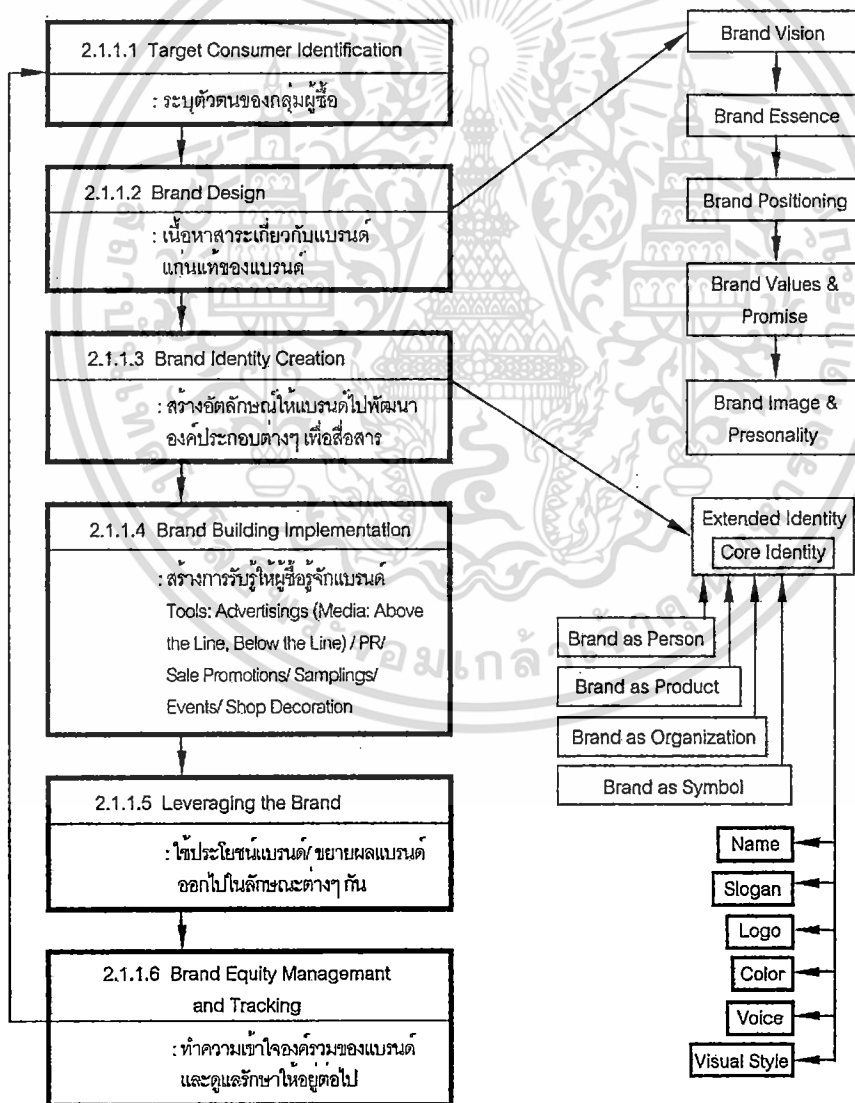 2.1.1.1 Target Consumer Identification
: ระบุตัวตนของกลุ่มผู้ซื้อ
2.1.1.2 Brand Design
: เนื้อหาสาระเกี่ยวกับแบรนด์
แก่นแท้ของแบรนด์
2.1.1.3 Brand Identity Creation
: สร้างอัตลักษณ์ให้แบรนด์ไปพัฒนา
องค์ประกอบต่างๆ เพื่อสื่อสาร
2.1.1.4 Brand Building Implementation
: สร้างการรับรู้ให้ผู้ซื้อรู้จักแบรนด์
Tools: Advertisings (Media: Above
the Line, Below the Line) / PR/
Sale Promotions/ Samplings/
Events/ Shop Decoration
2.1.1.5 Leveraging the Brand
: ใช้ประโยชน์แบรนด์/ ขยายผลแบรนด์
ออกไปในลักษณะต่างๆ กัน
2.1.1.6 Brand Equity Managemant
and Tracking
: ทำความเข้าใจองค์รวมของแบรนด์
และดูแลรักษาให้อยู่ต่อไป
Brand Vision
Brand Essence
Brand Positioning
Brand Values &
Promise
Brand Image &
Presonality
Extended Identity
Core Identity
Brand as Person
Brand as Product
Brand as Organization
Brand as Symbol
Name
Slogan
Logo
Color
Voice
Visual Style